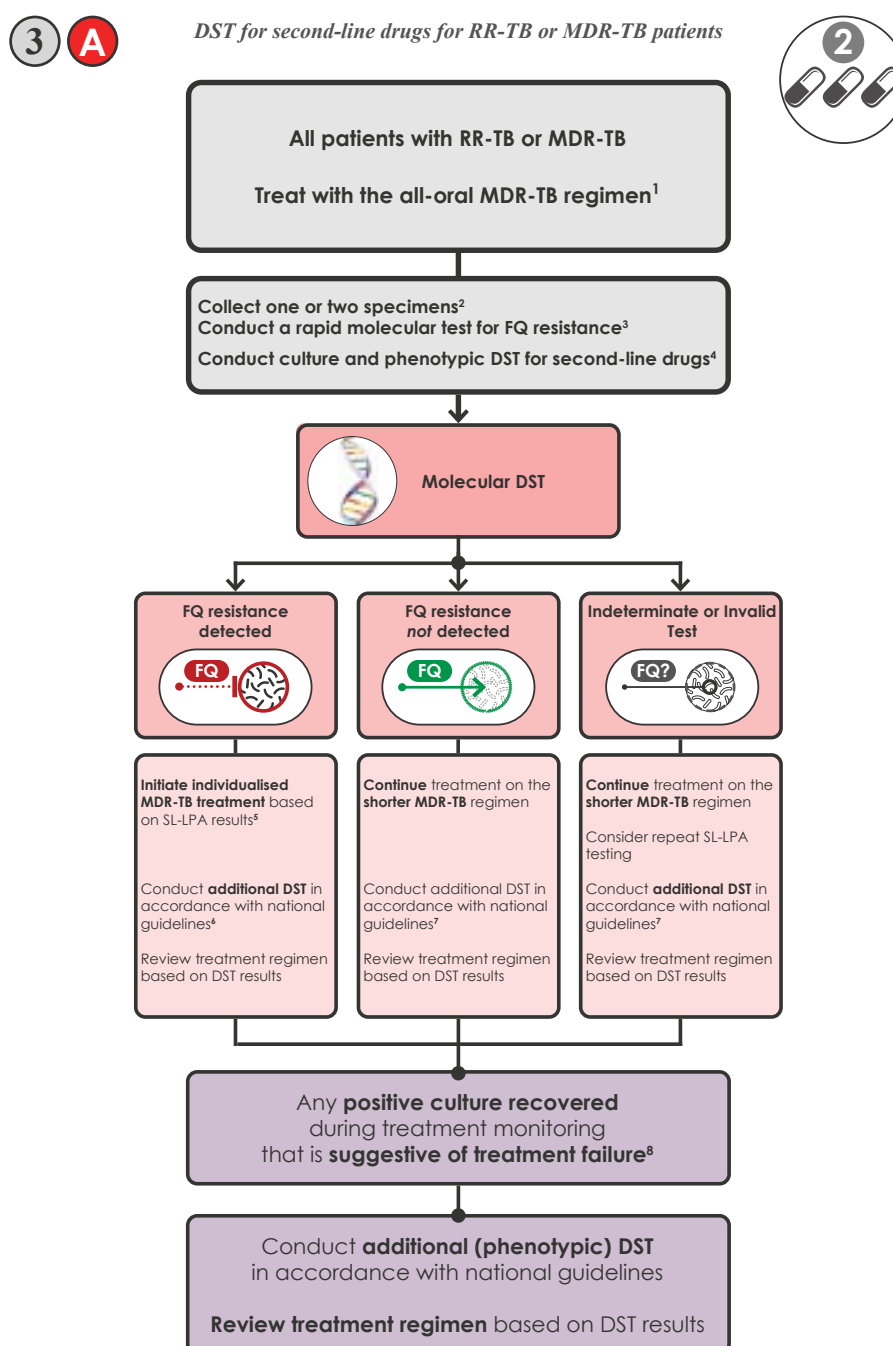 3 A
DST for second-line drugs for RR-TB or MDR-TB patients
2
All patients with RR-TB or MDR-TB
Treat with the all-oral MDR-TB regimen¹
Collect one or two specimens²
Conduct a rapid molecular test for FQ resistance³
Conduct culture and phenotypic DST for second-line drugs⁴
Molecular DST
FQ resistance
detected
FQ
Initiate individualised
MDR-TB treatment based
on SL-LPA results⁵
Conduct additional DST in
accordance with national
guidelines⁶
Review treatment regimen
based on DST results
FQ resistance
not detected
FQ
Continue treatment on the
shorter MDR-TB regimen
Conduct additional DST in
accordance with national
guidelines⁷
Review treatment regimen
based on DST results
Indeterminate or Invalid
Test
FQ?
Continue treatment on the
shorter MDR-TB regimen
Consider repeat SL-LPA
testing
Conduct additional DST in
accordance with national
guidelines⁷
Review treatment regimen
based on DST results
Any positive culture recovered
during treatment monitoring
that is suggestive of treatment failure⁸
Conduct additional (phenotypic) DST
in accordance with national guidelines
Review treatment regimen based on DST results